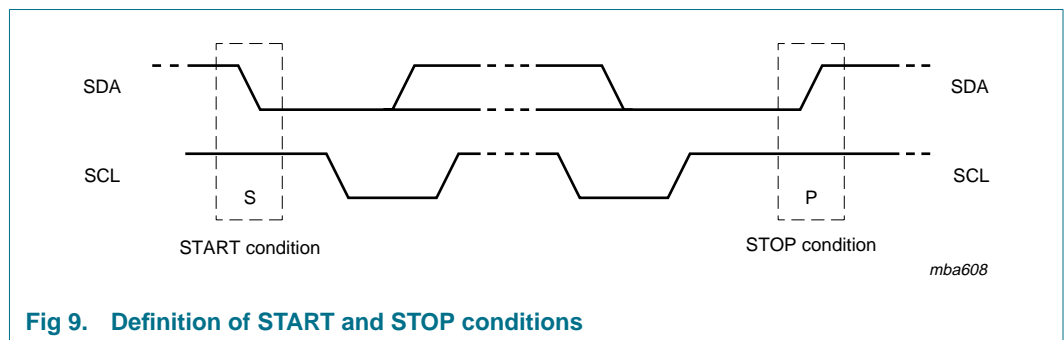 SDA
SDA
SCL
SCL
S
P
START condition
STOP condition
mba608
Fig 9. Definition of START and STOP conditions